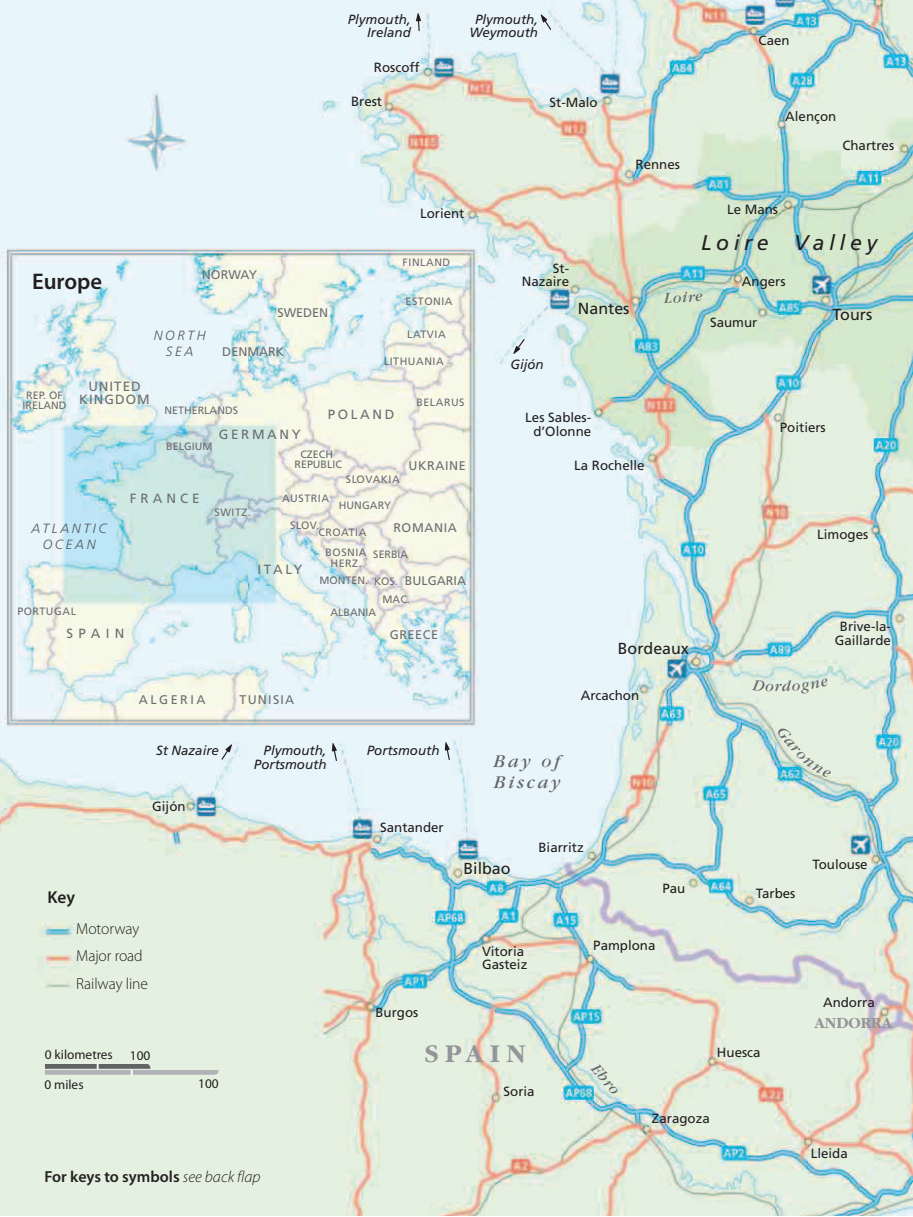 Plymouth,
Ireland
Plymouth,
Weymouth
N13
A13
Caen
Roscoff
A84
A13
N12
A28
Brest
St-Malo
Alençon
N12
N165
Chartres
Rennes
A81
A11
Lorient
Le Mans
Loire Valley
St-
Nazaire
A11
Angers
Nantes
Loire
Saumur
A85
Tours
Gijón
A83
A10
Les Sables-
d'Olonne
N137
Poitiers
A20
La Rochelle
N10
Limoges
A10
Brive-la-
Gaillarde
Bordeaux
A89
Arcachon
Dordogne
A63
Garonne
A20
A62
Bay of
Biscay
N10
A65
Biarritz
Toulouse
Pau
A64
Tarbes
Europe
FINLAND
NORWAY
SWEDEN
ESTONIA
NORTH
SEA
LATVIA
DENMARK
LITHUANIA
REP. OF
IRELAND
UNITED
KINGDOM
NETHERLANDS
POLAND
BELARUS
BELGIUM
GERMANY
CZECH
REPUBLIC
UKRAINE
SLOVAKIA
FRANCE
AUSTRIA
HUNGARY
SWITZ.
ATLANTIC
OCEAN
SLOV.
CROATIA
ROMANIA
BOSNIA
HERZ.
SERBIA
ITALY
MONTEN.
KOS.
BULGARIA
MAC.
PORTUGAL
ALBANIA
SPAIN
GREECE
ALGERIA
TUNISIA
St Nazaire
Plymouth,
Portsmouth
Portsmouth
Gijón
Santander
Bilbao
A8
AP68
A1
A15
Vitoria
Gasteiz
Pamplona
AP1
Burgos
AP15
Andorra
ANDORRA
SPAIN
Huesca
Ebro
Soria
AP68
A22
Zaragoza
AP2
Lleida
A2
Key
Motorway
Major road
Railway line
0 kilometres 100
0 miles 100
For keys to symbols see back flap